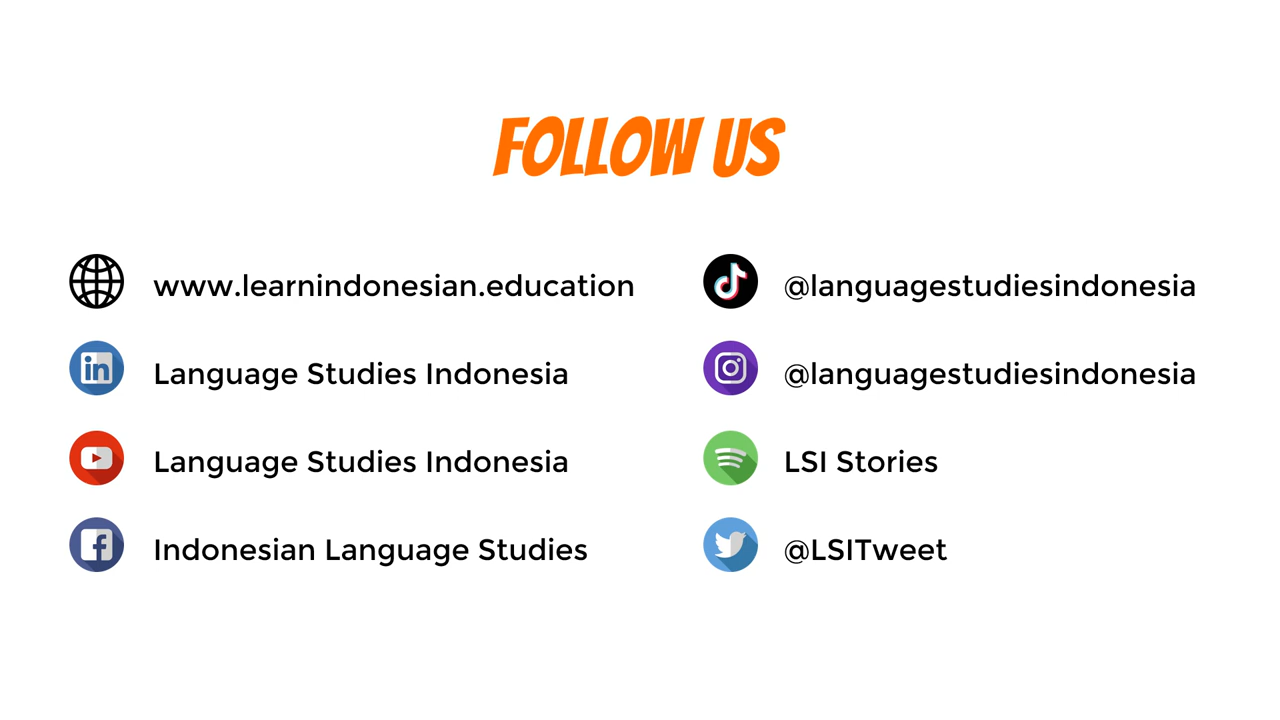 FOLLOW US
www.learnindonesian.education
Language Studies Indonesia
Language Studies Indonesia
Indonesian Language Studies
@languagestudiesindonesia
@languagestudiesindonesia
LSI Stories
@LSITweet